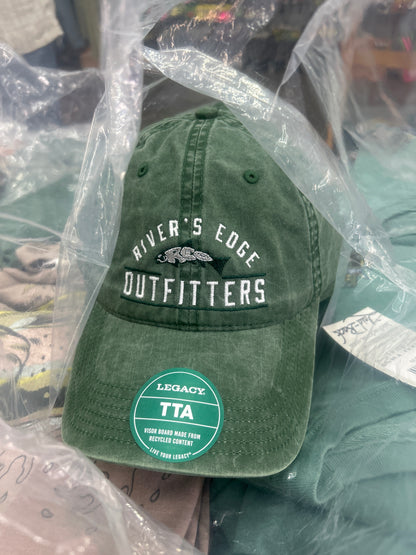 RIVER'S EDGE
OUTFITTERS
LEGACY
TTA
VISOR BOARD MADE FROM
RECYCLED CONTENT
LIVE YOUR LEGACY®